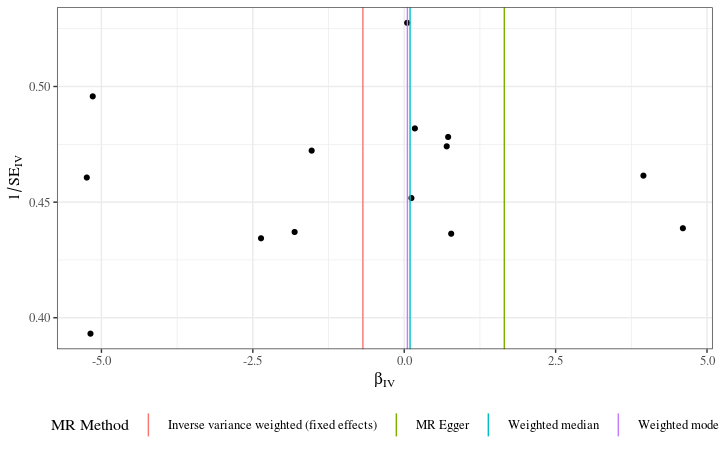 0.50
0.45
0.40
1/SE_IV
-5.0 -2.5 0.0 2.5 5.0
β_IV
MR Method Inverse variance weighted (fixed effects) MR Egger Weighted median Weighted mode